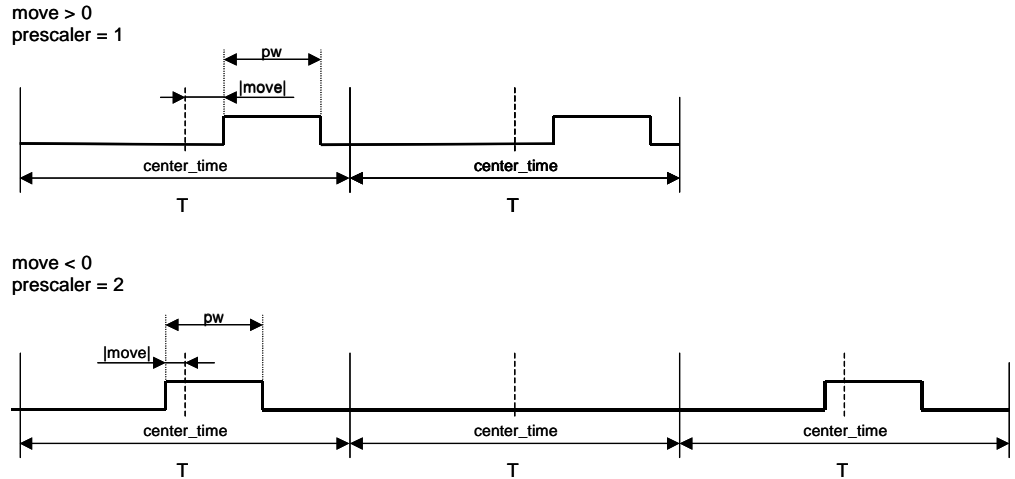 move > 0
prescaler = 1
pw
|move|
center_time
center_time
T
T
move < 0
prescaler = 2
pw
|move|
center_time
center_time
center_time
T
T
T